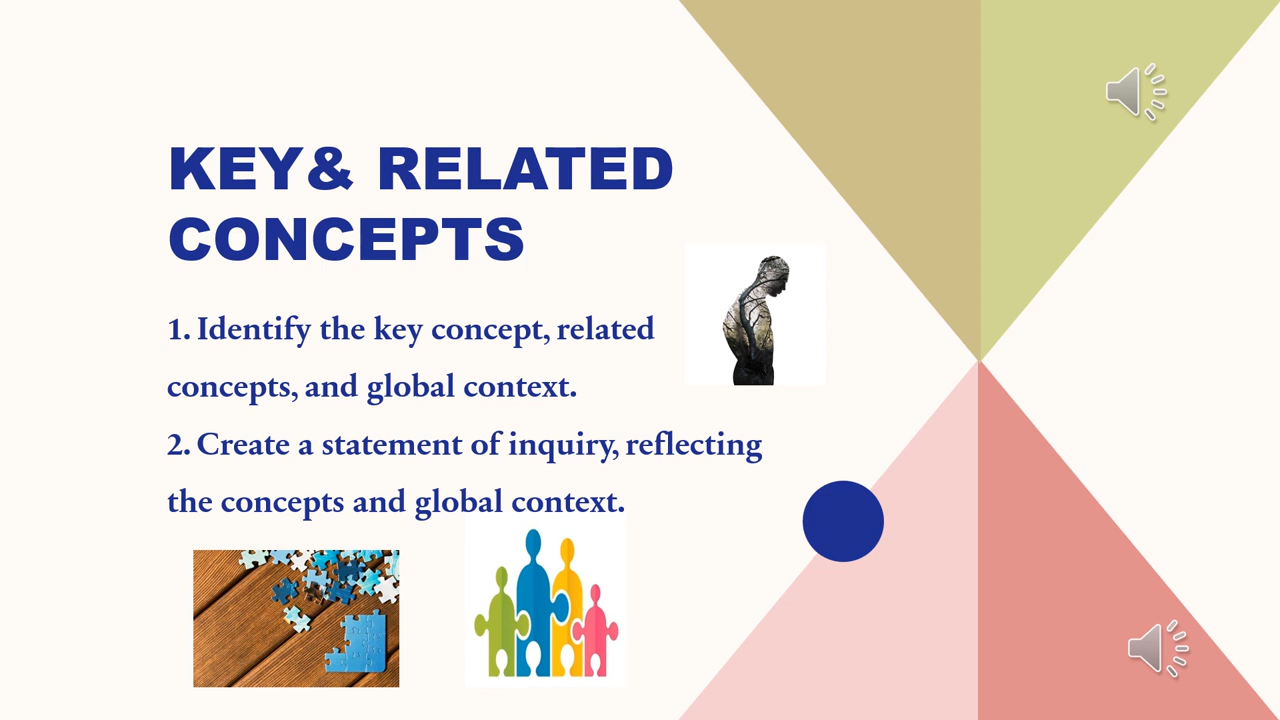 KEY& RELATED
CONCEPTS
1. Identify the key concept, related
concepts, and global context.
2. Create a statement of inquiry, reflecting
the concepts and global context.